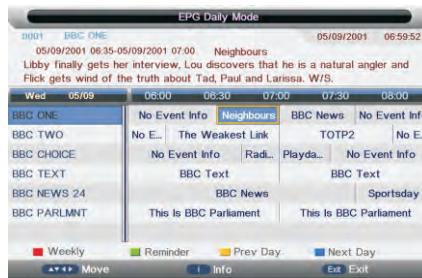 EPG Daily Mode
0001 BBC ONE 05/09/2001 06:59:52
05/09/2001 06:35-05/09/2001 07:00 Neighbours
Libby finally gets her interview, Lou discovers that he is a natural angler and
Flick gets wind of the truth about Tad, Paul and Larissa. W/S.
Wed 05/09 06:00 06:30 07:00 07:30 08:00
BBC ONE No Event Info Neighbours BBC News No Event Inf
BBC TWO No E... The Weakest Link TOTP2 No E.
BBC CHOICE No Event Info Radi... Playda... No Event Info
BBC TEXT BBC Text BBC Text
BBC NEWS 24 BBC News Sportsday
BBC PARLMNT This Is BBC Parliament This Is BBC Parliament
Weekly Reminder Prev Day Next Day
Move i Info Exit Exit